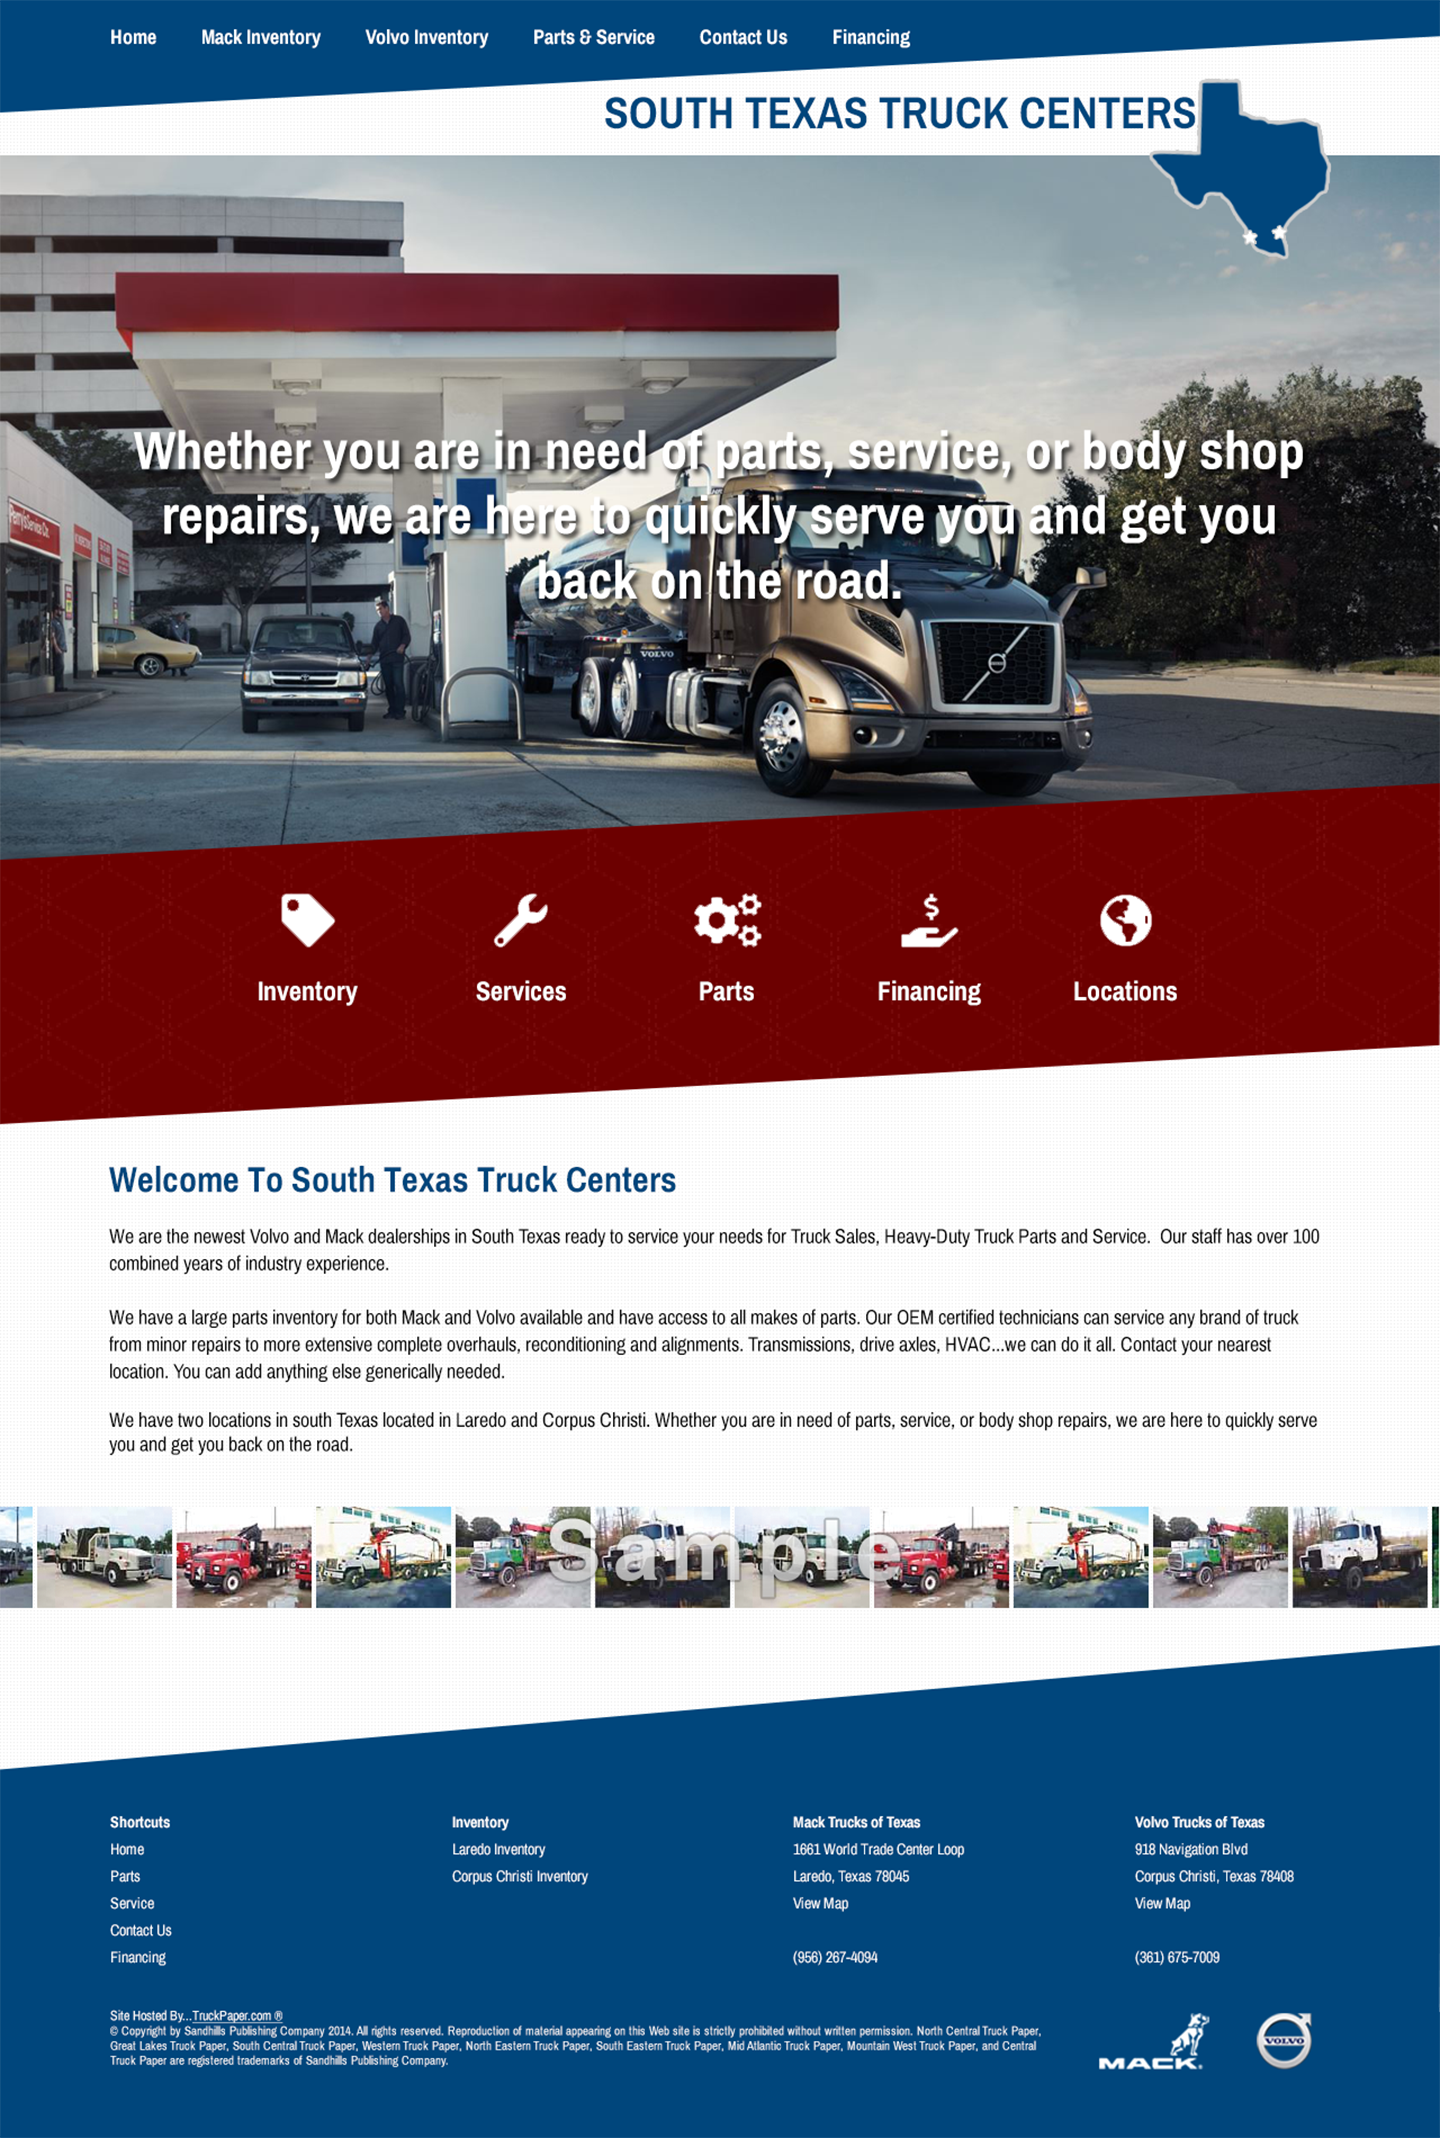 Home Mack Inventory Volvo Inventory Parts & Service Contact Us Financing
SOUTH TEXAS TRUCK CENTERS
Whether you are in need of parts, service, or body shop
repairs, we are here to quickly serve you and get you
back on the road.
Perry's Service Co.
VOLVO
Inventory Services Parts Financing Locations
Welcome To South Texas Truck Centers
We are the newest Volvo and Mack dealerships in South Texas ready to service your needs for Truck Sales, Heavy-Duty Truck Parts and Service.  Our staff has over 100
combined years of industry experience.
We have a large parts inventory for both Mack and Volvo available and have access to all makes of parts. Our OEM certified technicians can service any brand of truck
from minor repairs to more extensive complete overhauls, reconditioning and alignments. Transmissions, drive axles, HVAC...we can do it all. Contact your nearest
location. You can add anything else generically needed.
We have two locations in south Texas located in Laredo and Corpus Christi. Whether you are in need of parts, service, or body shop repairs, we are here to quickly serve
you and get you back on the road.
Sample
Shortcuts
Home
Parts
Service
Contact Us
Financing
Inventory
Laredo Inventory
Corpus Christi Inventory
Mack Trucks of Texas
1661 World Trade Center Loop
Laredo, Texas 78045
View Map
(956) 267-4094
Volvo Trucks of Texas
918 Navigation Blvd
Corpus Christi, Texas 78408
View Map
(361) 675-7009
Site Hosted By...TruckPaper.com ®
© Copyright by Sandhills Publishing Company 2014. All rights reserved. Reproduction of material appearing on this Web site is strictly prohibited without written permission. North Central Truck Paper,
Great Lakes Truck Paper, South Central Truck Paper, Western Truck Paper, North Eastern Truck Paper, South Eastern Truck Paper, Mid Atlantic Truck Paper, Mountain West Truck Paper, and Central
Truck Paper are registered trademarks of Sandhills Publishing Company.
MACK
VOLVO